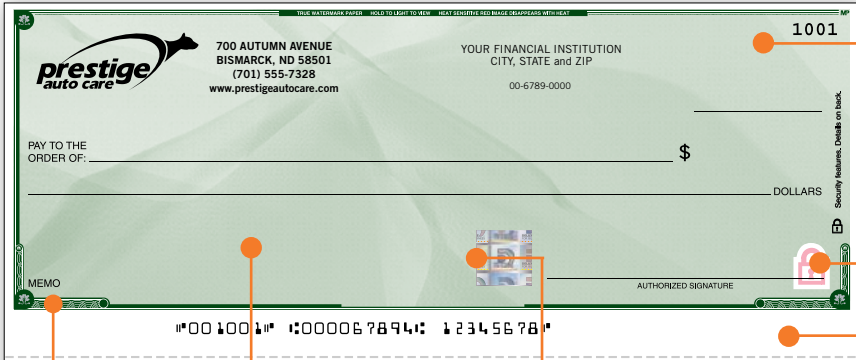 TRUE WATERMARK PAPER HOLD TO LIGHT TO VIEW HEAT SENSITIVE RED IMAGE DISAPPEARS WITH HEAT
MP
1001
prestige
auto care.
700 AUTUMN AVENUE
BISMARCK, ND 58501
(701) 555-7328
www.prestigeautocare.com
YOUR FINANCIAL INSTITUTION
CITY, STATE and ZIP
00-6789-0000
PAY TO THE
ORDER OF:
$
DOLLARS
Security features. Details on back.
MEMO
AUTHORIZED SIGNATURE
⑈001001⑈ ⑆000067894⑆ 12345678⑈